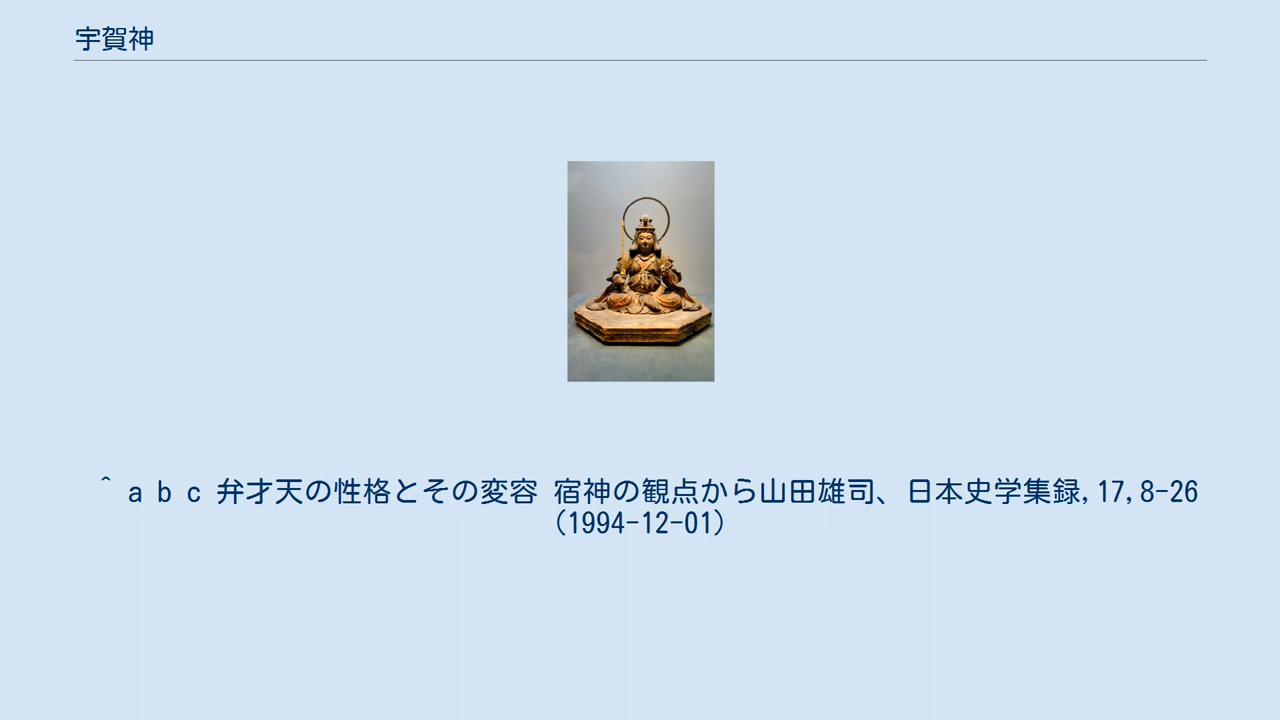 宇賀神
^ a b c 弁才天の性格とその変容 宿神の観点から山田雄司、日本史学集録,17,8-26
(1994-12-01)